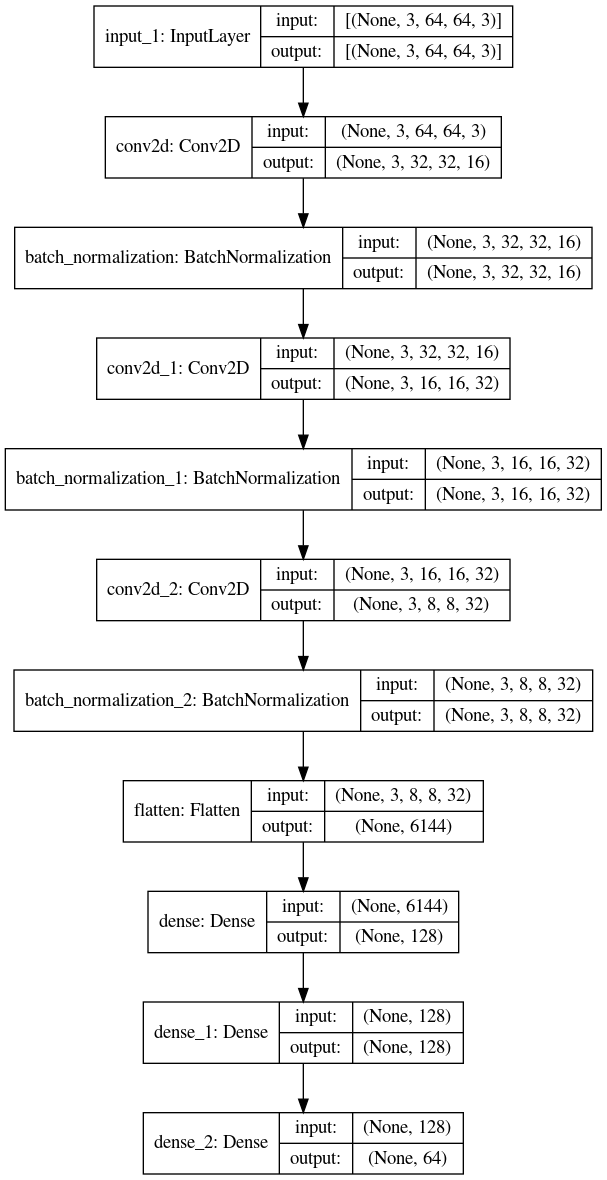 input_1: InputLayer
input:
[(None, 3, 64, 64, 3)]
output:
[(None, 3, 64, 64, 3)]
conv2d: Conv2D
input:
(None, 3, 64, 64, 3)
output:
(None, 3, 32, 32, 16)
batch_normalization: BatchNormalization
input:
(None, 3, 32, 32, 16)
output:
(None, 3, 32, 32, 16)
conv2d_1: Conv2D
input:
(None, 3, 32, 32, 16)
output:
(None, 3, 16, 16, 32)
batch_normalization_1: BatchNormalization
input:
(None, 3, 16, 16, 32)
output:
(None, 3, 16, 16, 32)
conv2d_2: Conv2D
input:
(None, 3, 16, 16, 32)
output:
(None, 3, 8, 8, 32)
batch_normalization_2: BatchNormalization
input:
(None, 3, 8, 8, 32)
output:
(None, 3, 8, 8, 32)
flatten: Flatten
input:
(None, 3, 8, 8, 32)
output:
(None, 6144)
dense: Dense
input:
(None, 6144)
output:
(None, 128)
dense_1: Dense
input:
(None, 128)
output:
(None, 128)
dense_2: Dense
input:
(None, 128)
output:
(None, 64)